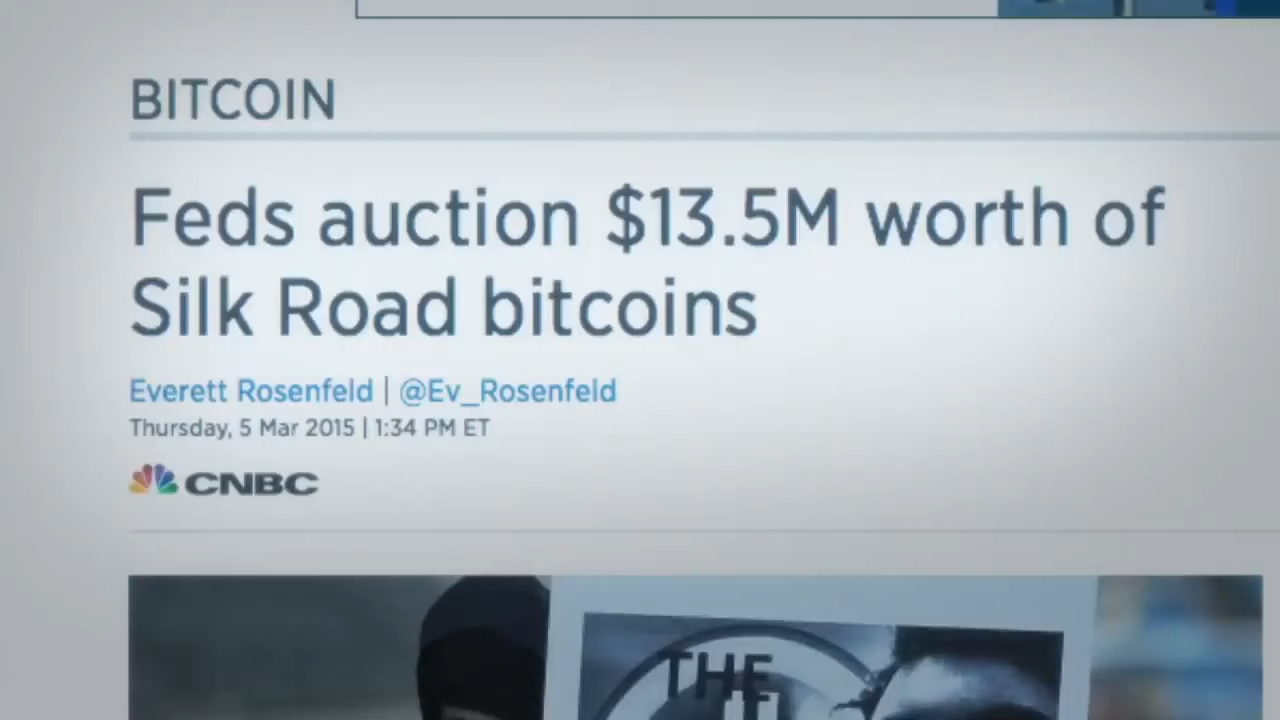 BITCOIN
Feds auction $13.5M worth of
Silk Road bitcoins
Everett Rosenfeld | @Ev_Rosenfeld
Thursday, 5 Mar 2015 | 1:34 PM ET
CNBC
THE